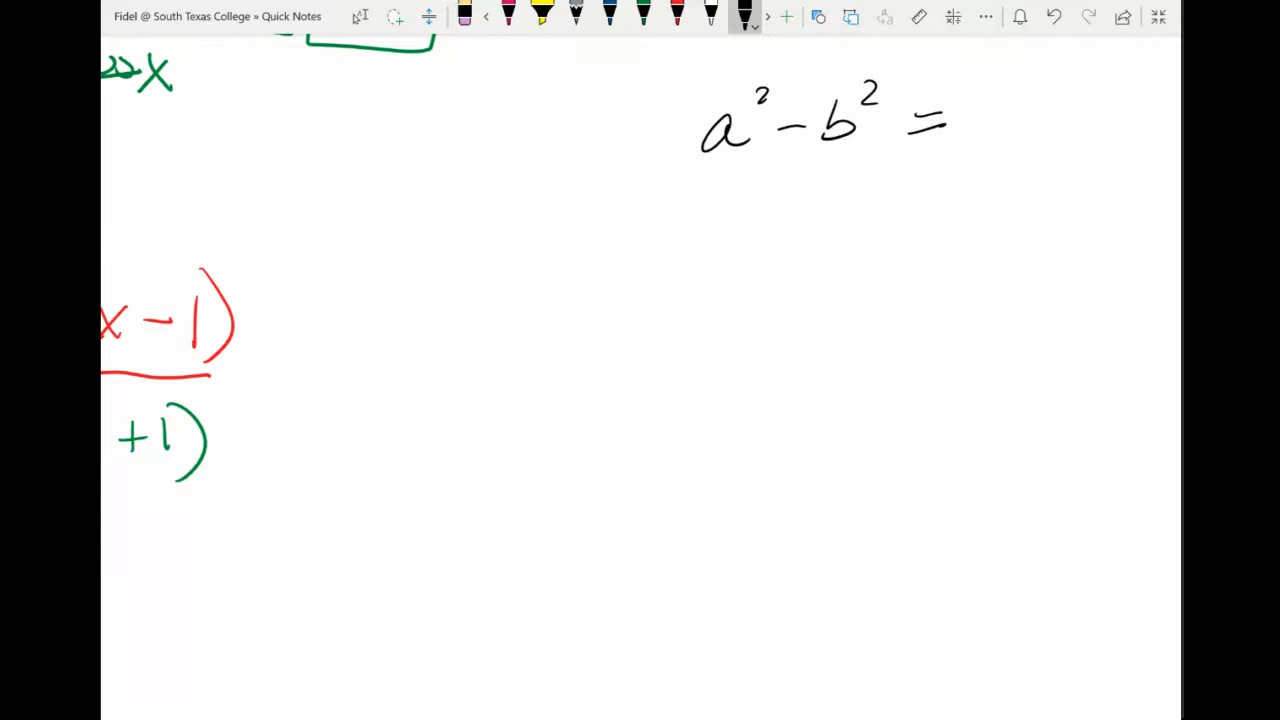 Fidel @ South Texas College » Quick Notes
x
a² - b² =
x - 1)
+1)